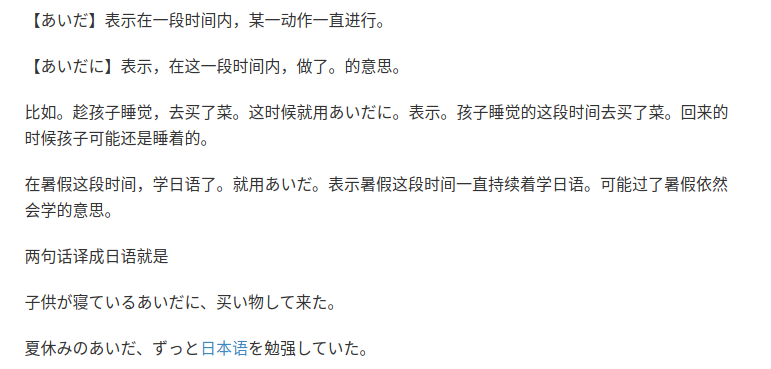 【あいだ】表示在一段时间内，某一动作一直进行。
【あいだに】表示，在这一段时间内，做了。的意思。
比如。趁孩子睡觉，去买了菜。这时候就用あいだに。表示。孩子睡觉的这段时间去买了菜。回来的
时候孩子可能还是睡着的。
在暑假这段时间，学日语了。就用あいだ。表示暑假这段时间一直持续着学日语。可能过了暑假依然
会学的意思。
两句话译成日语就是
子供が寝ているあいだに、买い物して来た。
夏休みのあいだ、ずっと日本语を勉强していた。